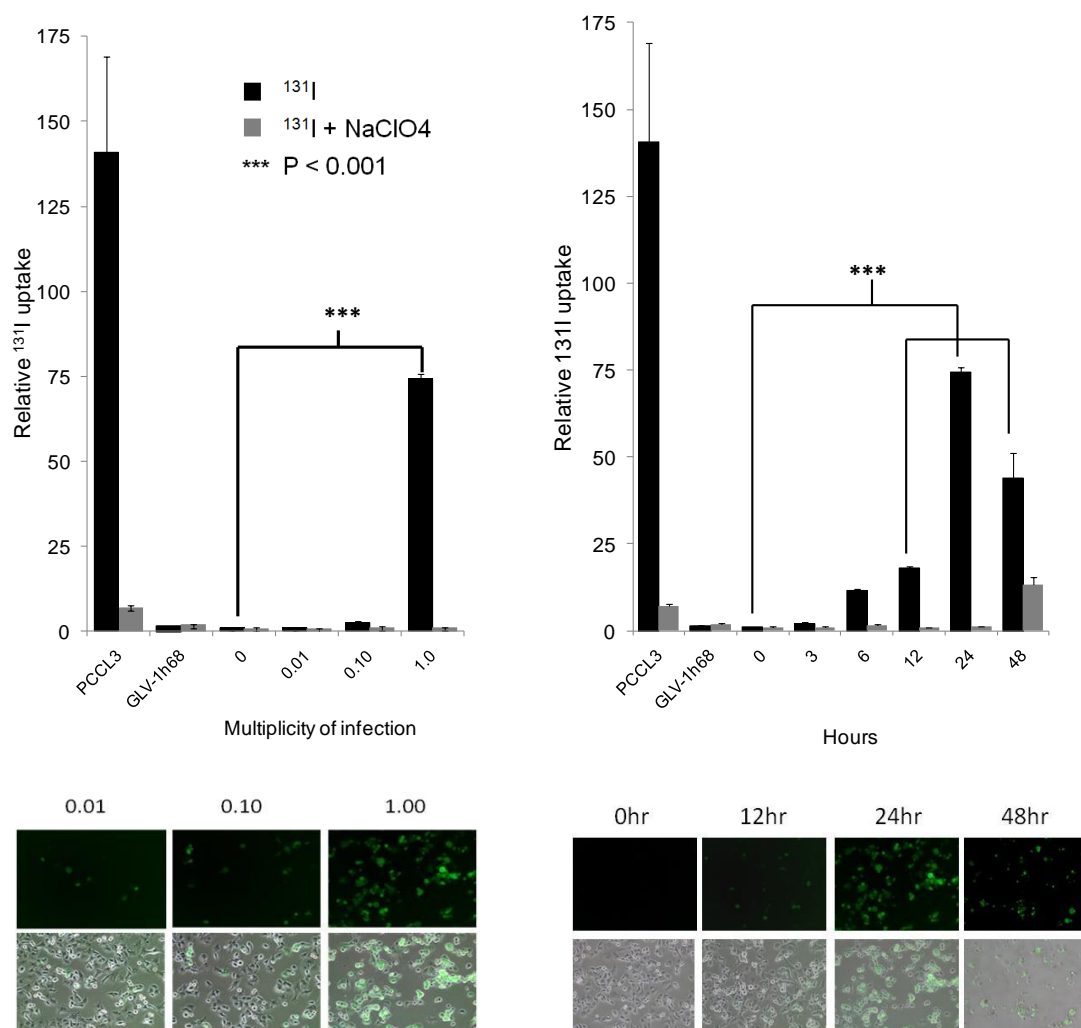 175
150
125
100
75
50
25
0
Relative ¹³¹I uptake
¹³¹I
¹³¹I + NaClO4
*** P < 0.001
***
PCCL3
GLV-1h68
0
0.01
0.10
1.0
Multiplicity of infection
175
150
125
100
75
50
25
0
Relative 131I uptake
***
PCCL3
GLV-1h68
0
3
6
12
24
48
Hours
0.01 0.10 1.00
0hr 12hr 24hr 48hr